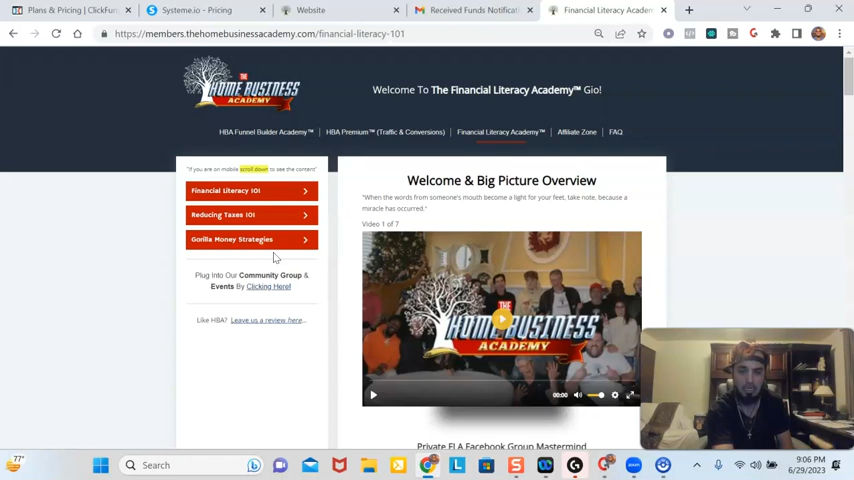 Plans & Pricing | ClickFun
Systeme.io - Pricing
Website
Received Funds Notificat
Financial Literacy Academ
https://members.thehomebusinessacademy.com/financial-literacy-101
THE
HOME BUSINESS
ACADEMY
Welcome To The Financial Literacy Academy™ Gio!
HBA Funnel Builder Academy™ | HBA Premium™ (Traffic & Conversions) | Financial Literacy Academy™ | Affiliate Zone | FAQ
"If you are on mobile scroll down to see the content"
Financial Literacy 101
Reducing Taxes 101
Gorilla Money Strategies
Plug Into Our Community Group &
Events By Clicking Here!
Like HBA? Leave us a review here...
Welcome & Big Picture Overview
"When the words from someone's mouth become a light for your feet, take note, because a
miracle has occurred."
Video 1 of 7
THE
HOME BUSINESS
ACADEMY
00:00
Private FLA Facebook Group Mastermind
77°
Search
9:06 PM
6/29/2023